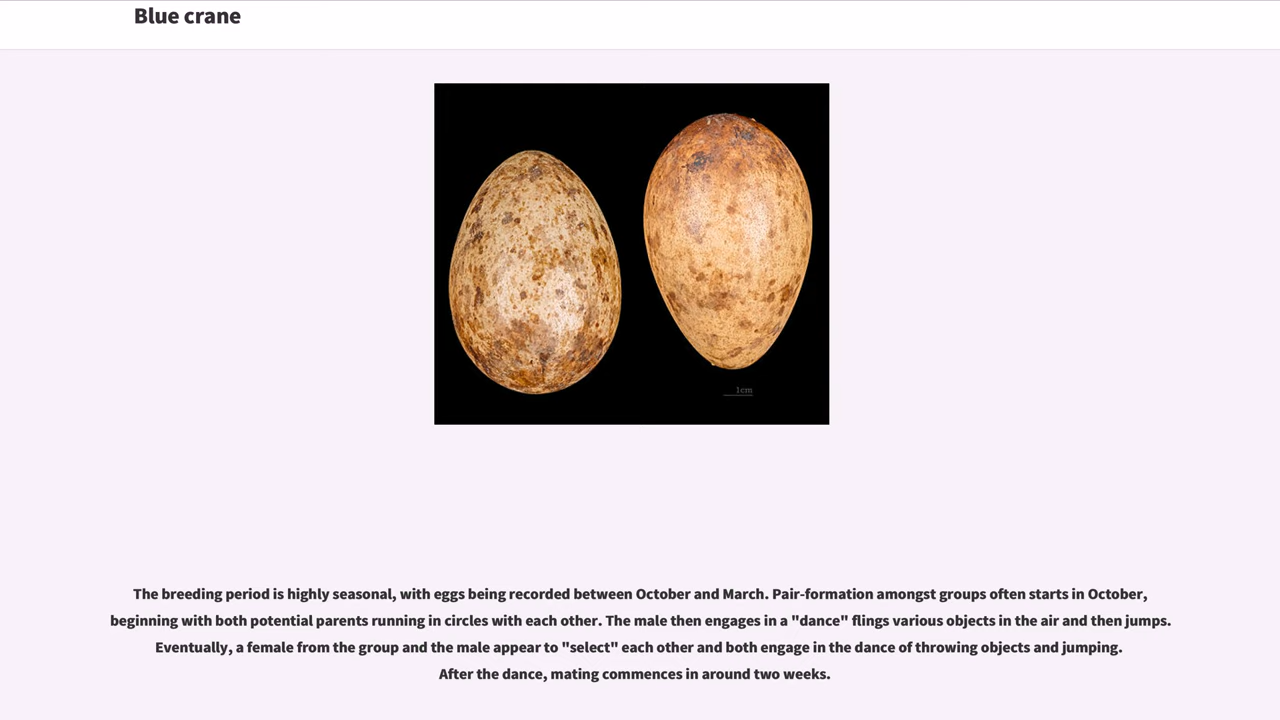 Blue crane
1cm
The breeding period is highly seasonal, with eggs being recorded between October and March. Pair-formation amongst groups often starts in October,
beginning with both potential parents running in circles with each other. The male then engages in a "dance" flings various objects in the air and then jumps.
Eventually, a female from the group and the male appear to "select" each other and both engage in the dance of throwing objects and jumping.
After the dance, mating commences in around two weeks.